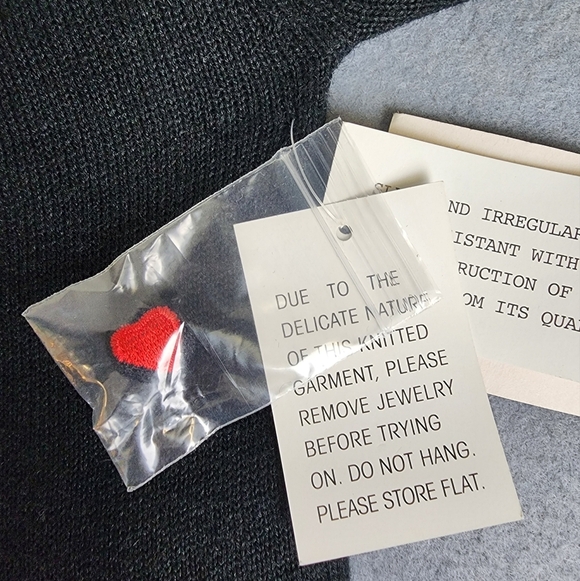 DUE TO THE
DELICATE NATURE
OF THIS KNITTED
GARMENT, PLEASE
REMOVE JEWELRY
BEFORE TRYING
ON. DO NOT HANG.
PLEASE STORE FLAT.
ND IRREGULAR
ISTANT WITH
RUCTION OF
OM ITS QUA